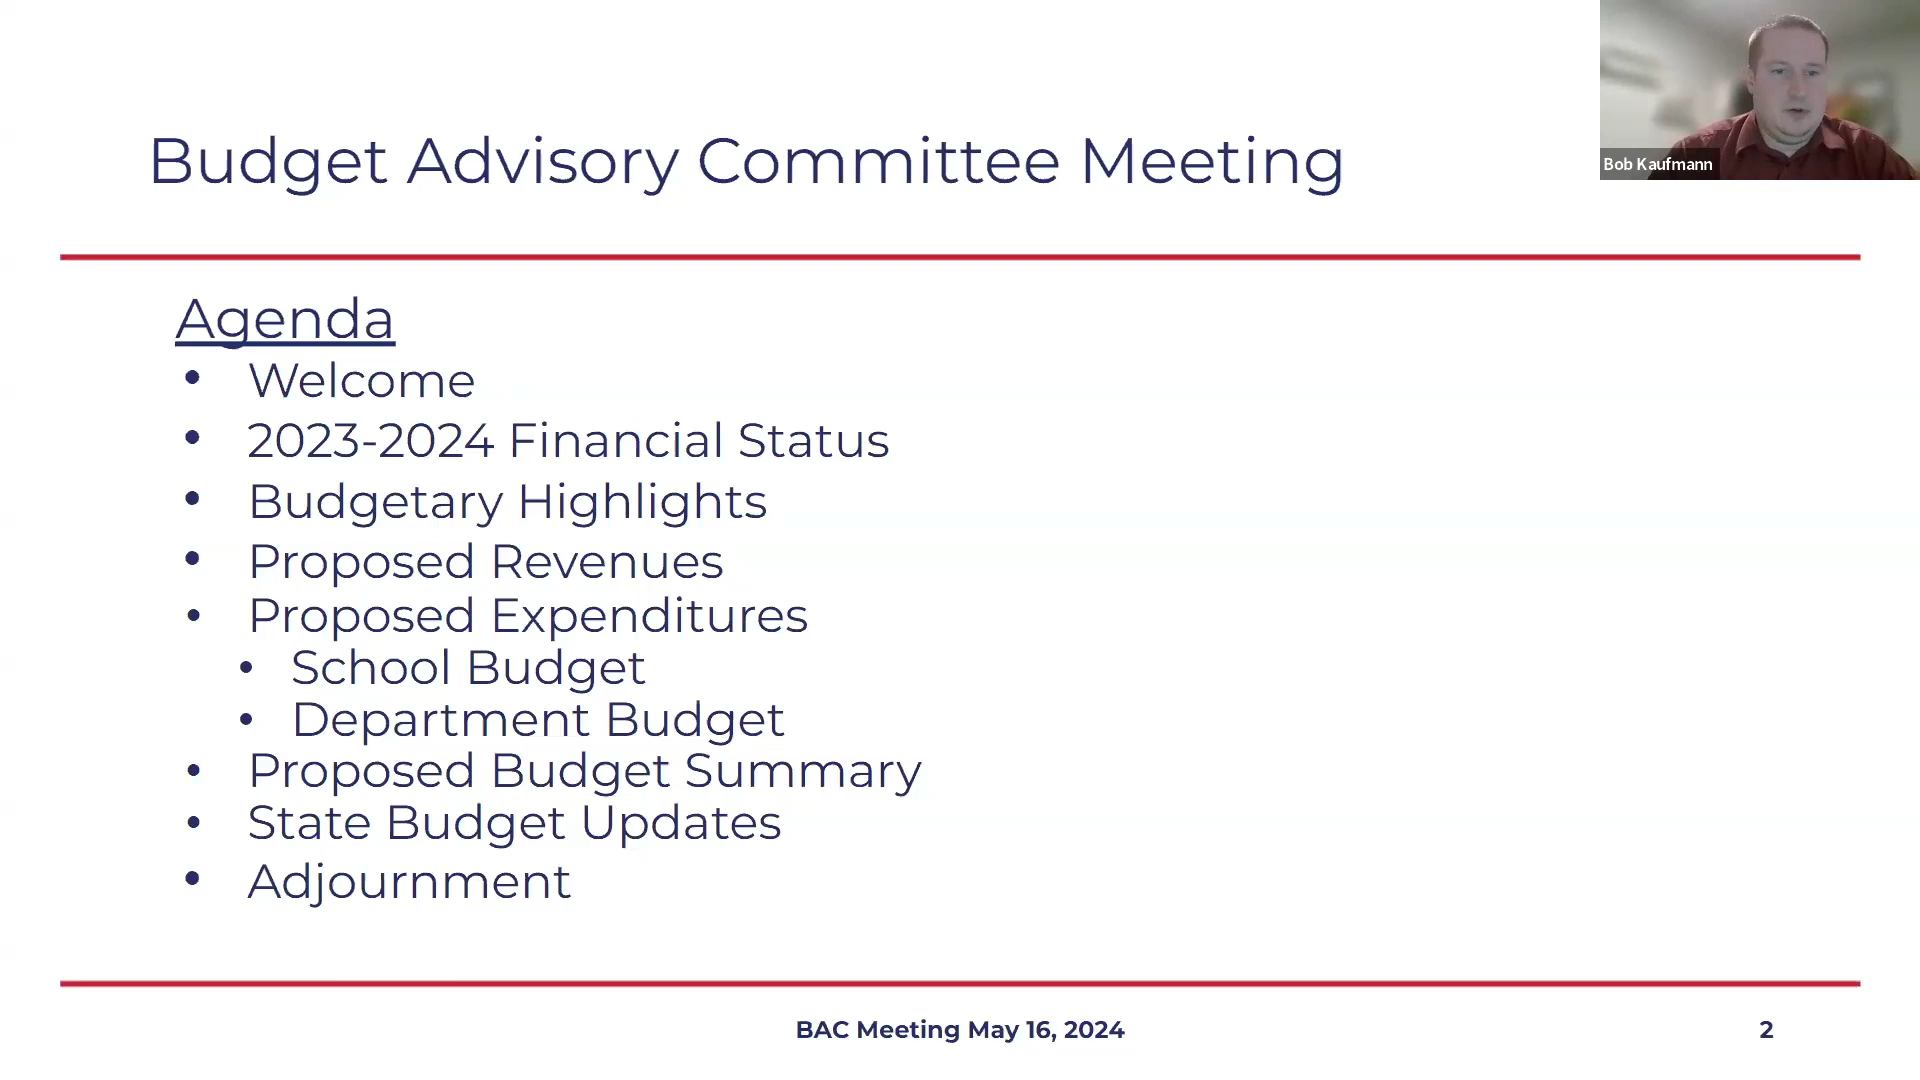 Budget Advisory Committee Meeting
Bob Kaufmann
Agenda
• Welcome
• 2023-2024 Financial Status
• Budgetary Highlights
• Proposed Revenues
• Proposed Expenditures
• School Budget
• Department Budget
• Proposed Budget Summary
• State Budget Updates
• Adjournment
BAC Meeting May 16, 2024
2